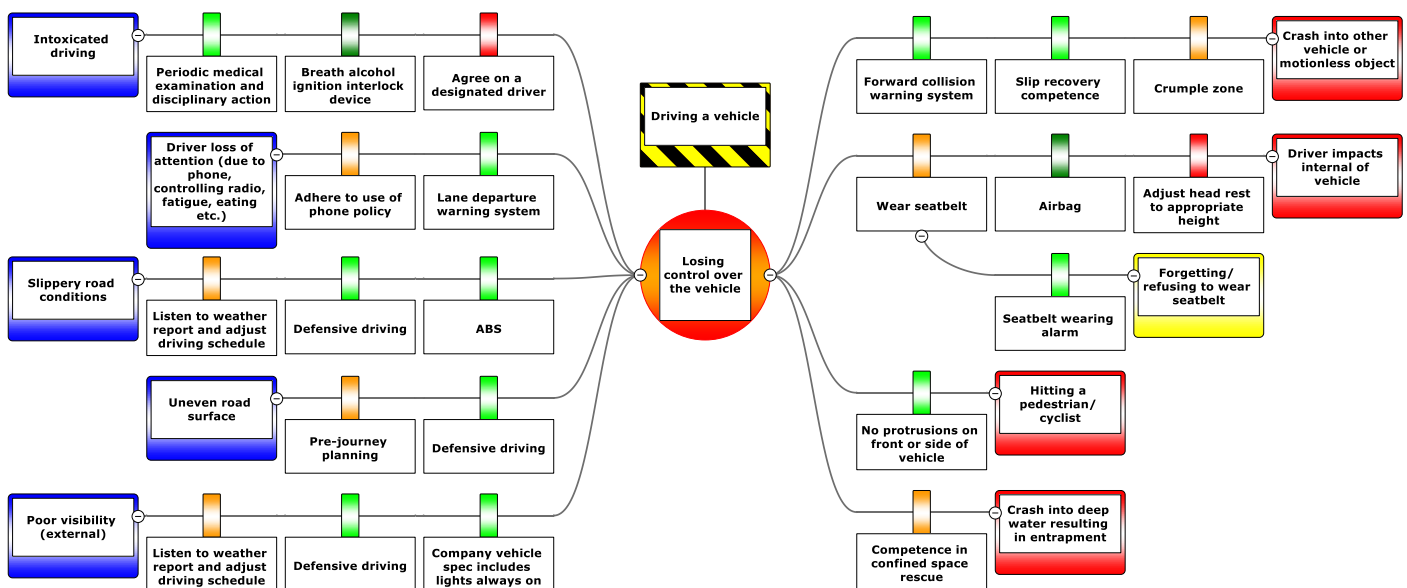 Intoxicated
driving
Periodic medical
examination and
disciplinary action
Breath alcohol
ignition interlock
device
Agree on a
designated driver
Driver loss of
attention (due to
phone,
controlling radio,
fatigue, eating
etc.)
Adhere to use of
phone policy
Lane departure
warning system
Slippery road
conditions
Listen to weather
report and adjust
driving schedule
Defensive driving
ABS
Uneven road
surface
Pre-journey
planning
Defensive driving
Poor visibility
(external)
Listen to weather
report and adjust
driving schedule
Defensive driving
Company vehicle
spec includes
lights always on
Driving a vehicle
Losing
control over
the vehicle
Forward collision
warning system
Slip recovery
competence
Crumple zone
Crash into other
vehicle or
motionless object
Wear seatbelt
Airbag
Adjust head rest
to appropriate
height
Driver impacts
internal of
vehicle
Seatbelt wearing
alarm
Forgetting/
refusing to wear
seatbelt
No protrusions on
front or side of
vehicle
Hitting a
pedestrian/
cyclist
Competence in
confined space
rescue
Crash into deep
water resulting
in entrapment